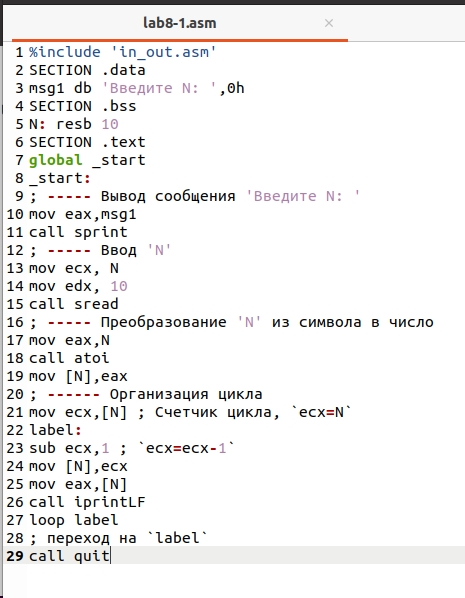 lab8-1.asm ×
1 %include 'in_out.asm'
2 SECTION .data
3 msg1 db 'Введите N: ',0h
4 SECTION .bss
5 N: resb 10
6 SECTION .text
7 global _start
8 _start:
9 ; ----- Вывод сообщения 'Введите N: '
10 mov eax,msg1
11 call sprint
12 ; ----- Ввод 'N'
13 mov ecx, N
14 mov edx, 10
15 call sread
16 ; ----- Преобразование 'N' из символа в число
17 mov eax,N
18 call atoi
19 mov [N],eax
20 ; ------ Организация цикла
21 mov ecx,[N] ; Счетчик цикла, `ecx=N`
22 label:
23 sub ecx,1 ; `ecx=ecx-1`
24 mov [N],ecx
25 mov eax,[N]
26 call iprintLF
27 loop label
28 ; переход на `label`
29 call quit